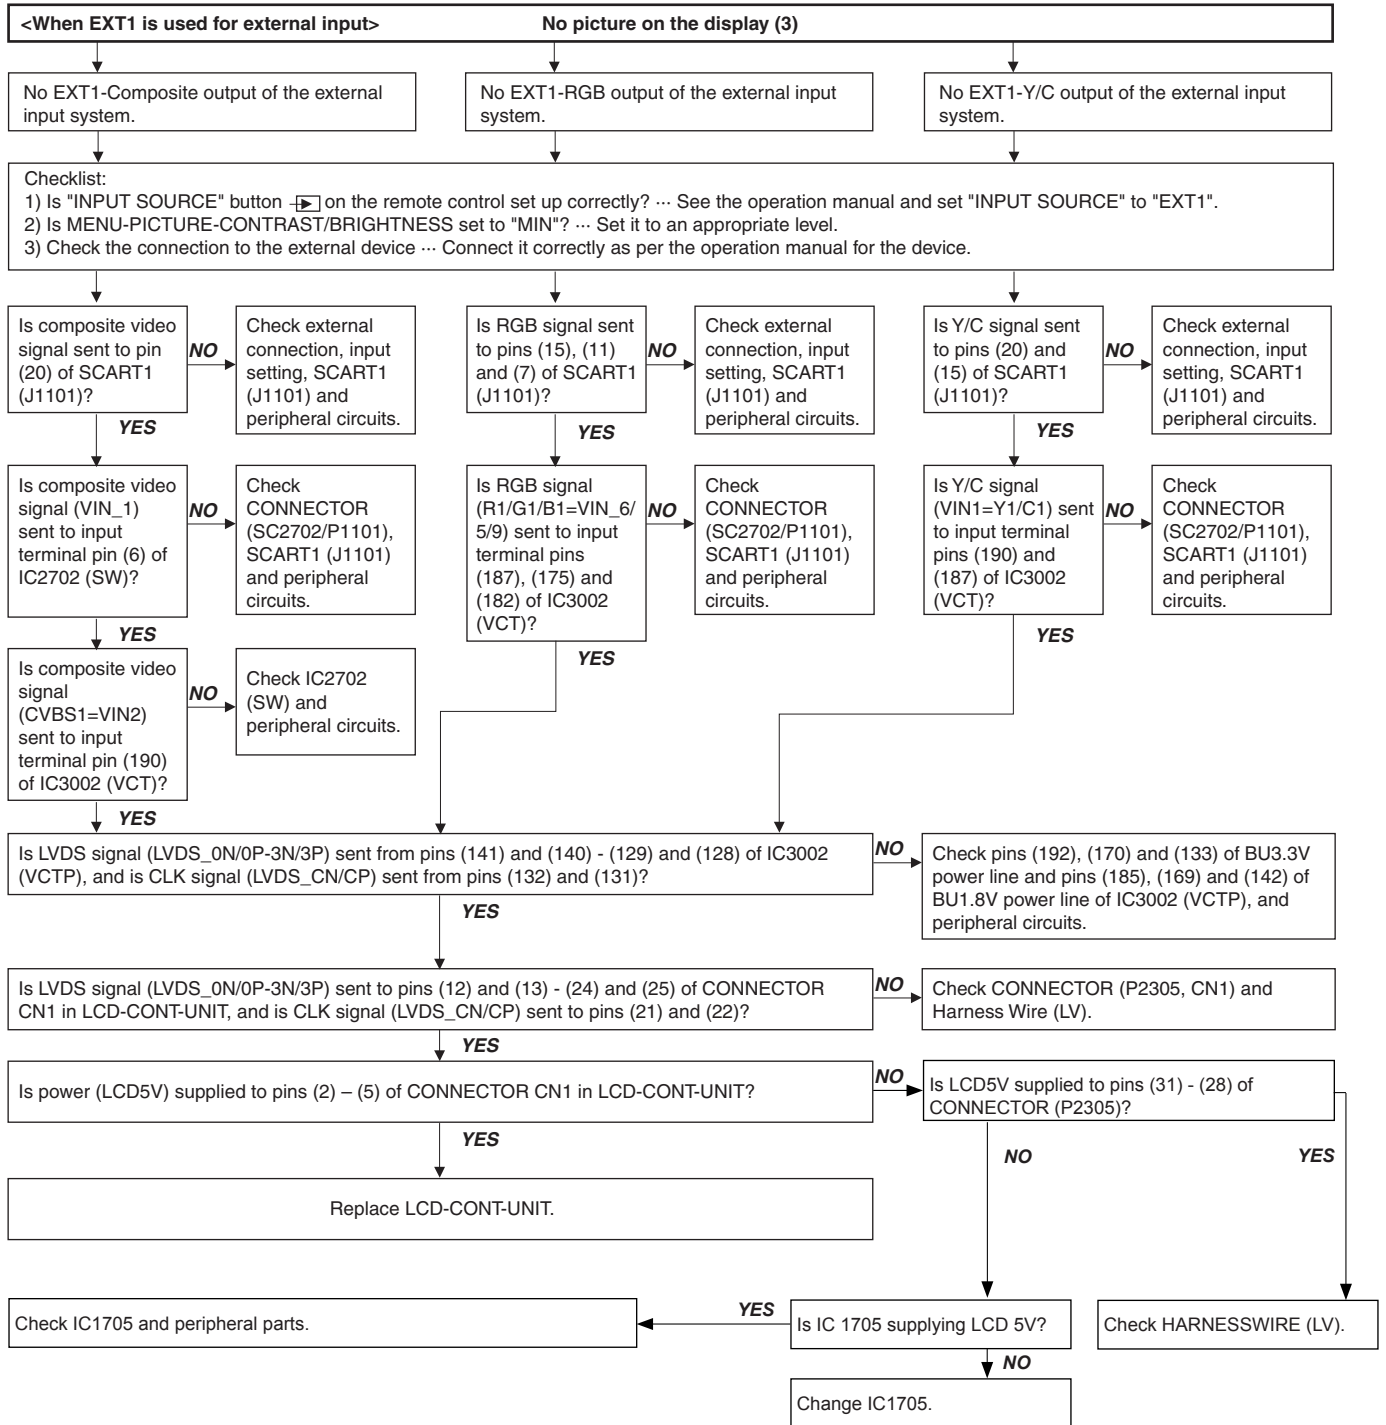 <When EXT1 is used for external input>
No picture on the display (3)
No EXT1-Composite output of the external
input system.
No EXT1-RGB output of the external input
system.
No EXT1-Y/C output of the external input
system.
Checklist:
1) Is "INPUT SOURCE" button on the remote control set up correctly? ··· See the operation manual and set "INPUT SOURCE" to "EXT1".
2) Is MENU-PICTURE-CONTRAST/BRIGHTNESS set to "MIN"? ··· Set it to an appropriate level.
3) Check the connection to the external device ··· Connect it correctly as per the operation manual for the device.
Is composite video
signal sent to pin
(20) of SCART1
(J1101)?
NO
Check external
connection, input
setting, SCART1
(J1101) and
peripheral circuits.
YES
Is RGB signal sent
to pins (15), (11)
and (7) of SCART1
(J1101)?
NO
Check external
connection, input
setting, SCART1
(J1101) and
peripheral circuits.
YES
Is Y/C signal sent
to pins (20) and
(15) of SCART1
(J1101)?
NO
Check external
connection, input
setting, SCART1
(J1101) and
peripheral circuits.
YES
Is composite video
signal (VIN_1)
sent to input
terminal pin (6) of
IC2702 (SW)?
NO
Check
CONNECTOR
(SC2702/P1101),
SCART1 (J1101)
and peripheral
circuits.
YES
Is RGB signal
(R1/G1/B1=VIN_6/
5/9) sent to input
terminal pins
(187), (175) and
(182) of IC3002
(VCT)?
NO
Check
CONNECTOR
(SC2702/P1101),
SCART1 (J1101)
and peripheral
circuits.
YES
Is Y/C signal
(VIN1=Y1/C1) sent
to input terminal
pins (190) and
(187) of IC3002
(VCT)?
NO
Check
CONNECTOR
(SC2702/P1101),
SCART1 (J1101)
and peripheral
circuits.
YES
Is composite video
signal
(CVBS1=VIN2)
sent to input
terminal pin (190)
of IC3002 (VCT)?
NO
Check IC2702
(SW) and
peripheral circuits.
YES
Is LVDS signal (LVDS_0N/0P-3N/3P) sent from pins (141) and (140) - (129) and (128) of IC3002
(VCTP), and is CLK signal (LVDS_CN/CP) sent from pins (132) and (131)?
NO
Check pins (192), (170) and (133) of BU3.3V
power line and pins (185), (169) and (142) of
BU1.8V power line of IC3002 (VCTP), and
peripheral circuits.
YES
Is LVDS signal (LVDS_0N/0P-3N/3P) sent to pins (12) and (13) - (24) and (25) of CONNECTOR
CN1 in LCD-CONT-UNIT, and is CLK signal (LVDS_CN/CP) sent to pins (21) and (22)?
NO
Check CONNECTOR (P2305, CN1) and
Harness Wire (LV).
YES
Is power (LCD5V) supplied to pins (2) – (5) of CONNECTOR CN1 in LCD-CONT-UNIT?
NO
Is LCD5V supplied to pins (31) - (28) of
CONNECTOR (P2305)?
YES
NO
YES
Replace LCD-CONT-UNIT.
Check IC1705 and peripheral parts.
YES
Is IC 1705 supplying LCD 5V?
Check HARNESSWIRE (LV).
NO
Change IC1705.